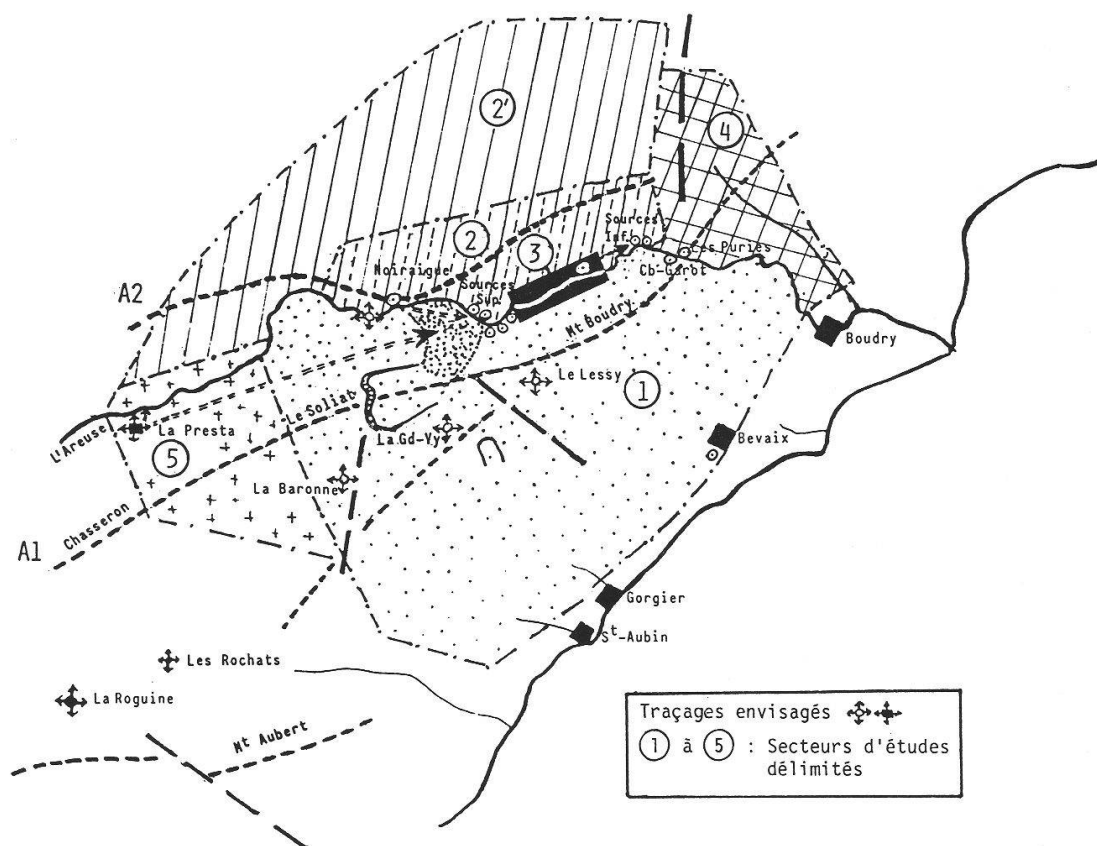 2'
4
2
3
Sources
Inf.
Les Puries
Cb-Garot
Noiraigue
Sources
Sup.
A2
Mt Boudry
Boudry
Le Lessy
1
Le Soliat
L'Areuse
La Presta
La Gd-Vy
Bevaix
5
La Baronne
Chasseron
A1
Gorgier
St-Aubin
Les Rochats
La Roguine
Mt Aubert
Traçages envisagés
1 à 5 : Secteurs d'études
délimités